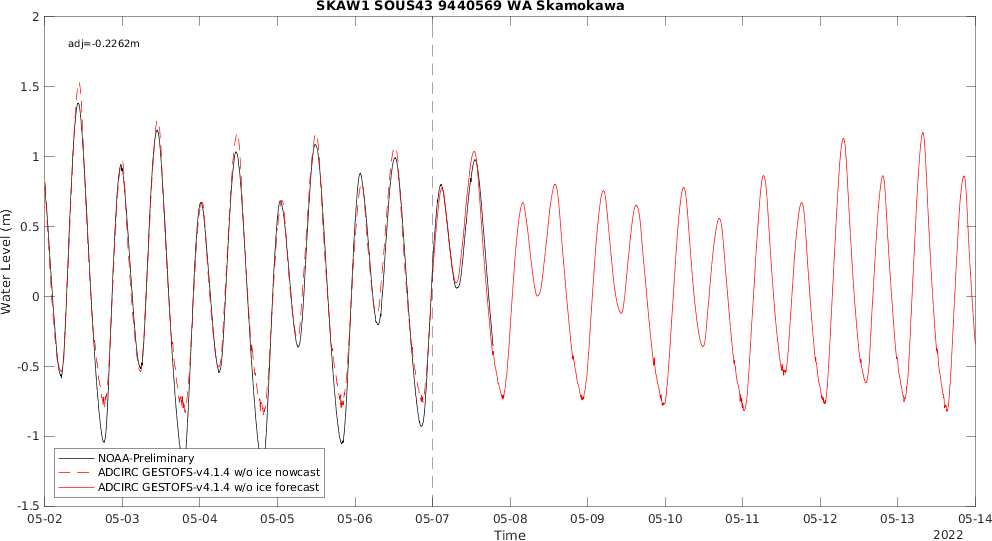 SKAW1 SOUS43 9440569 WA Skamokawa
adj=-0.2262m
Water Level (m)
2
1.5
1
0.5
0
-0.5
-1
-1.5
NOAA-Preliminary
ADCIRC GESTOFS-v4.1.4 w/o ice nowcast
ADCIRC GESTOFS-v4.1.4 w/o ice forecast
05-02 05-03 05-04 05-05 05-06 05-07 05-08 05-09 05-10 05-11 05-12 05-13 05-14
Time
2022